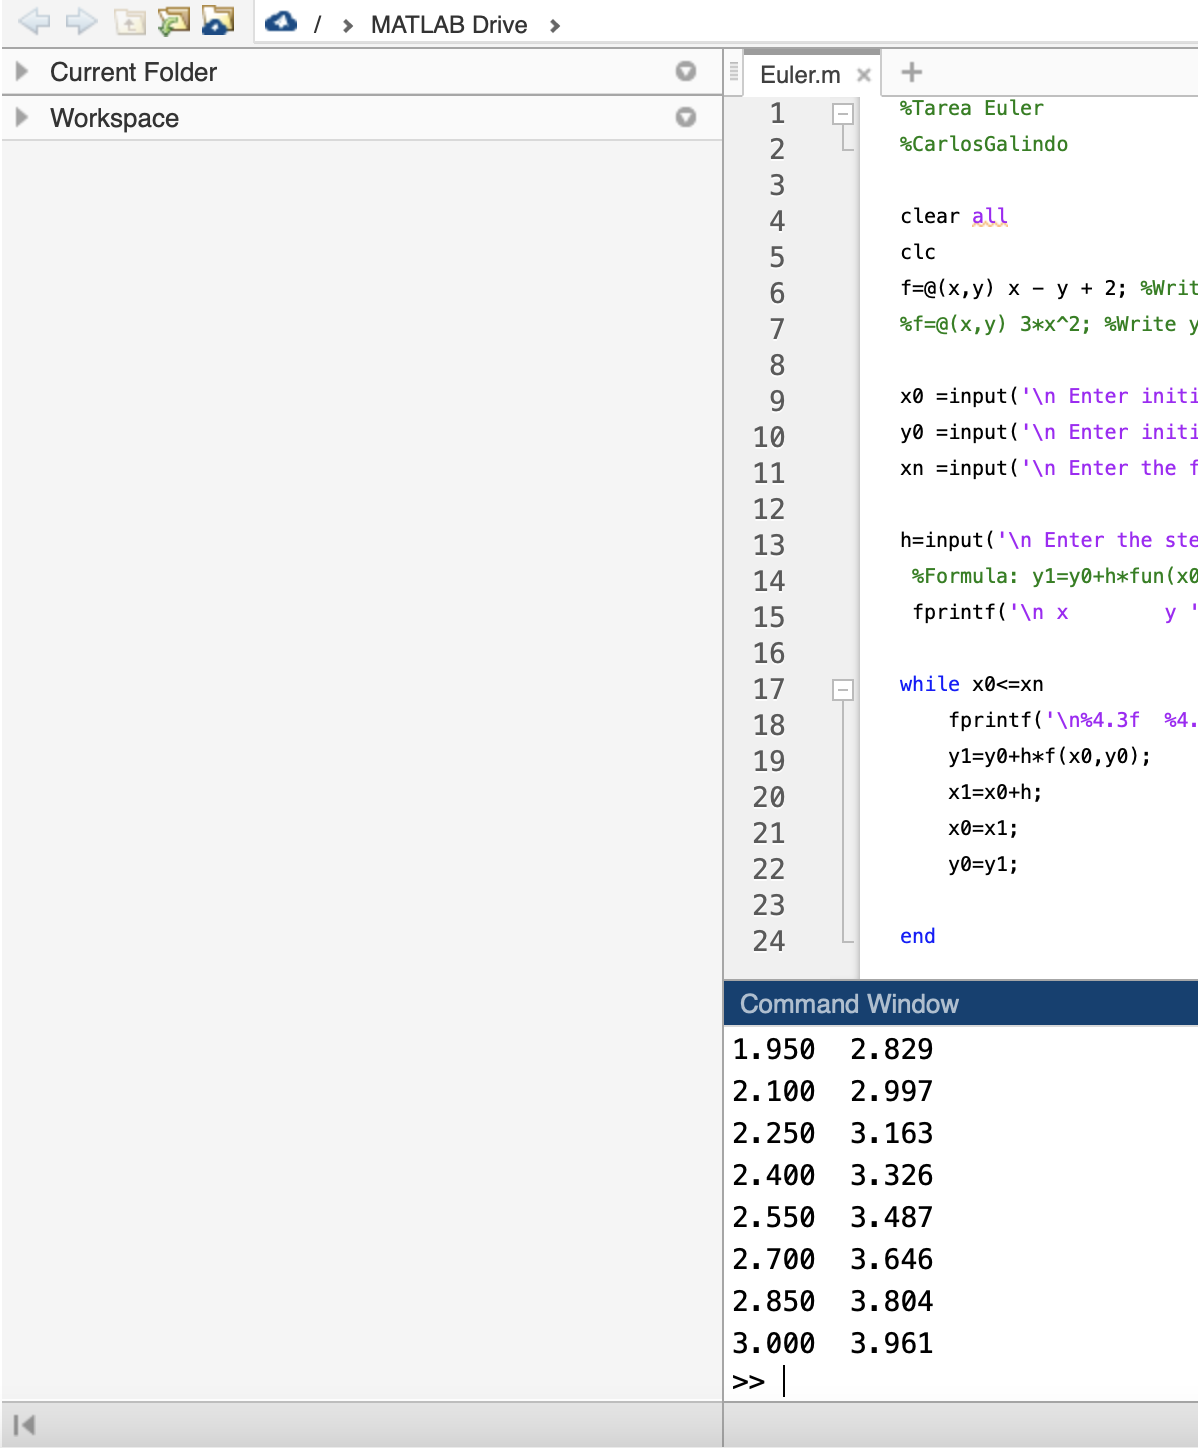 / > MATLAB Drive >
Current Folder
Workspace
Euler.m × +
1 %Tarea Euler
2 %CarlosGalindo
3
4 clear all
5 clc
6 f=@(x,y) x - y + 2; %Writ
7 %f=@(x,y) 3*x^2; %Write y
8
9 x0 =input('\n Enter initi
10 y0 =input('\n Enter initi
11 xn =input('\n Enter the f
12
13 h=input('\n Enter the ste
14 %Formula: y1=y0+h*fun(x0
15 fprintf('\n x        y '
16
17 while x0<=xn
18 fprintf('\n%4.3f  %4.
19 y1=y0+h*f(x0,y0);
20 x1=x0+h;
21 x0=x1;
22 y0=y1;
23
24 end
Command Window
1.950  2.829
2.100  2.997
2.250  3.163
2.400  3.326
2.550  3.487
2.700  3.646
2.850  3.804
3.000  3.961
>>